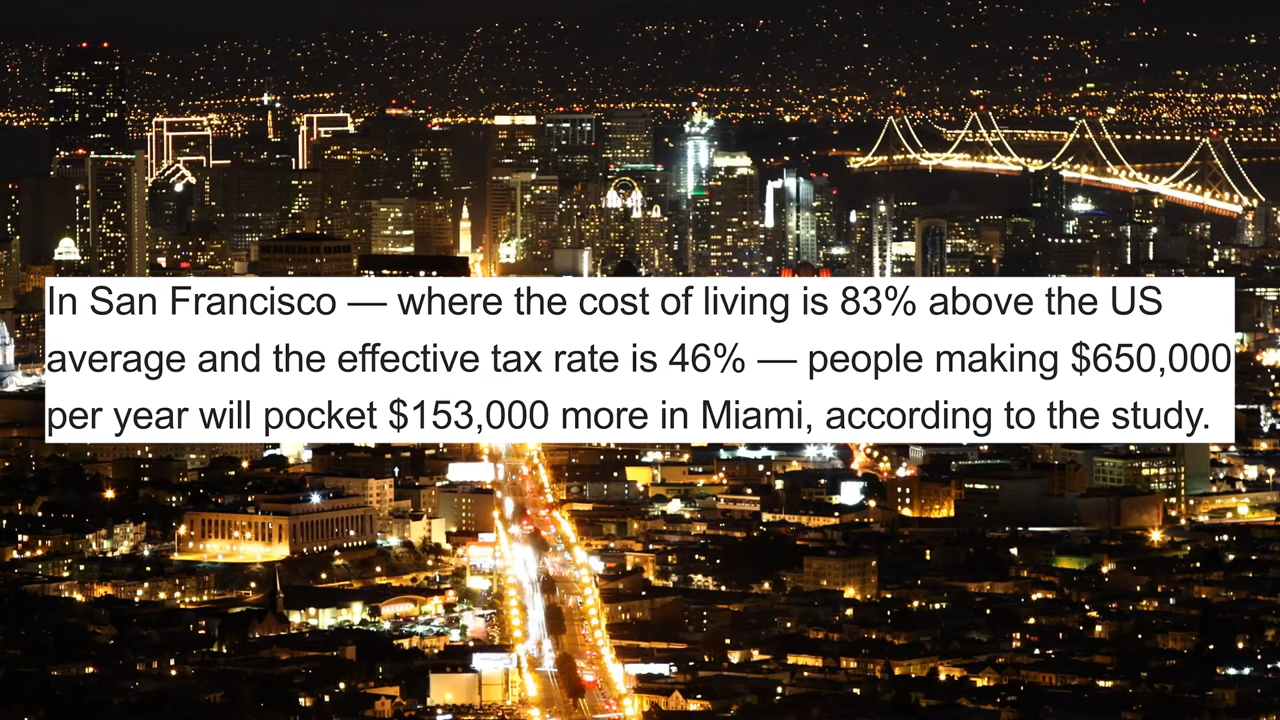 In San Francisco — where the cost of living is 83% above the US
average and the effective tax rate is 46% — people making $650,000
per year will pocket $153,000 more in Miami, according to the study.